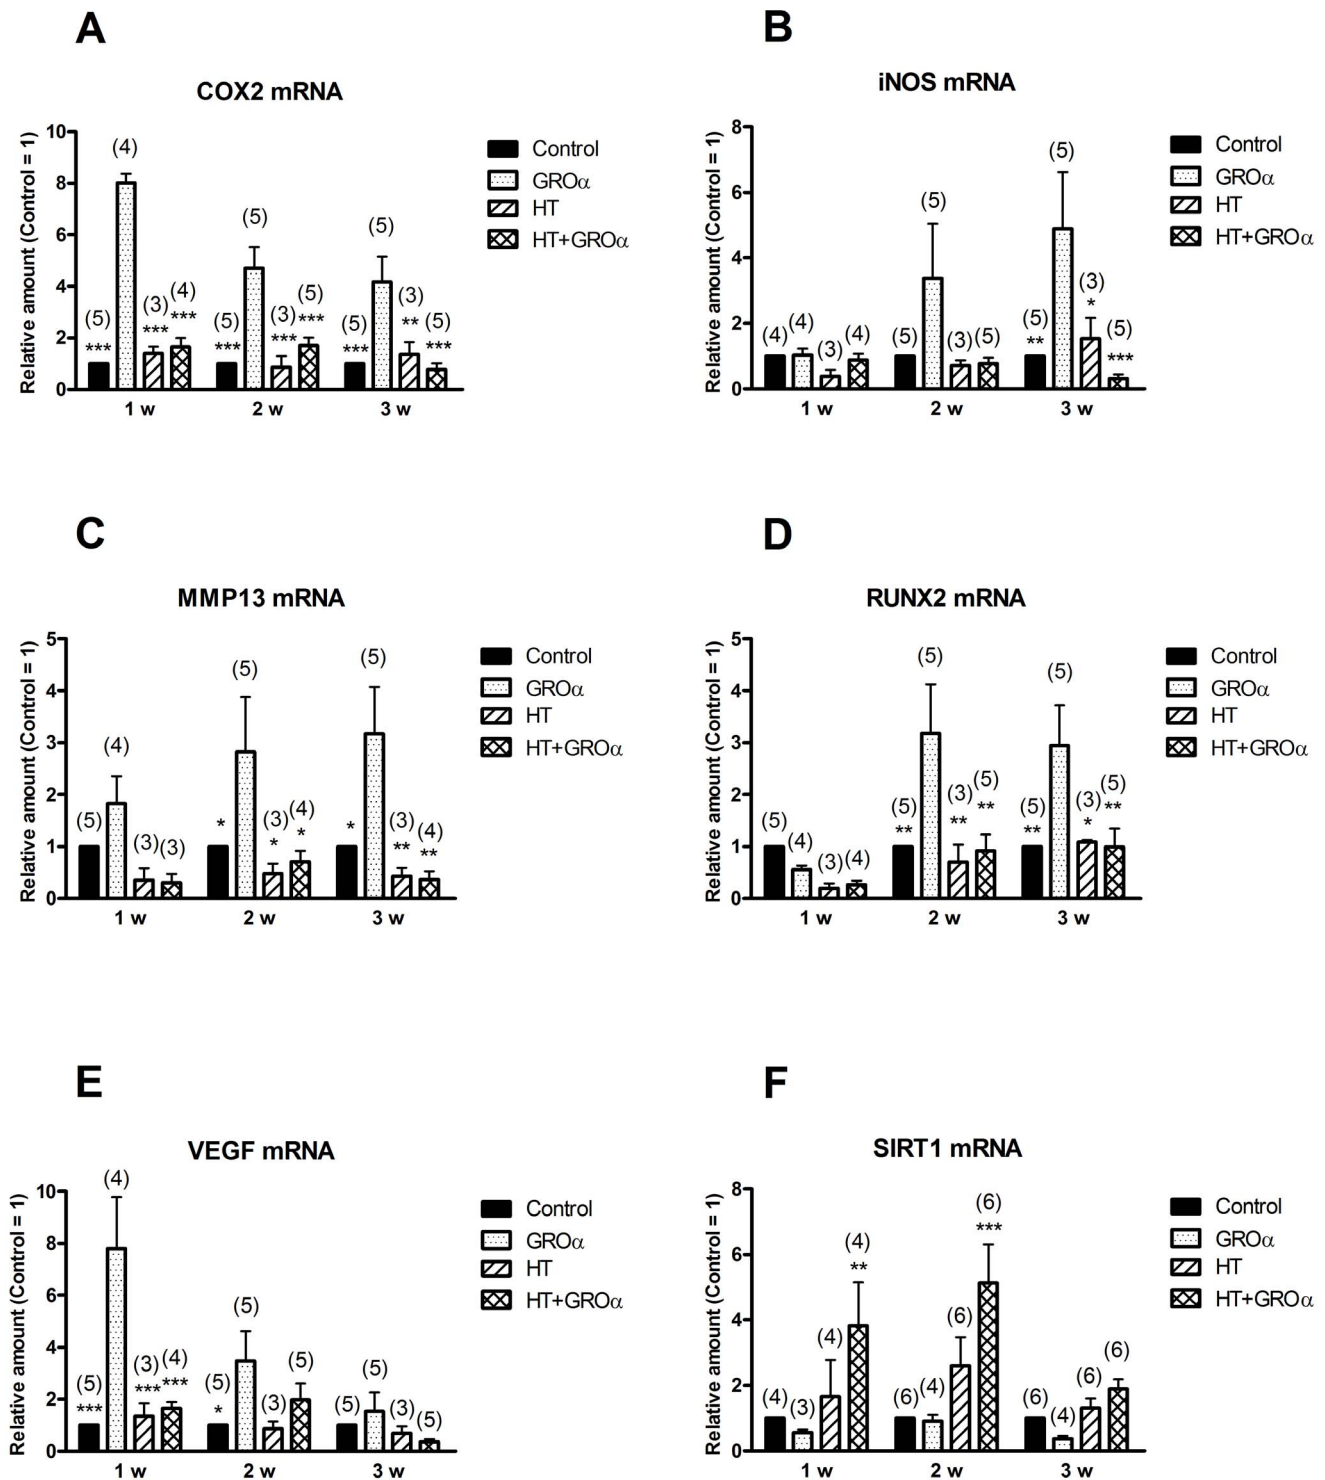 A
COX2 mRNA
Relative amount (Control = 1)
10
8
6
4
2
0
(5)
***
(4)
(3)
***
(4)
***
(5)
***
(5)
(3)
***
(5)
***
(5)
***
(5)
(3)
**
(5)
***
1 w
2 w
3 w
Control
GROα
HT
HT+GROα
B
iNOS mRNA
Relative amount (Control = 1)
8
6
4
2
0
(4)
(4)
(3)
(4)
(5)
(5)
(3)
(5)
(5)
**
(5)
(3)
*
(5)
***
1 w
2 w
3 w
Control
GROα
HT
HT+GROα
C
MMP13 mRNA
Relative amount (Control = 1)
5
4
3
2
1
0
(5)
(4)
(3)
(3)
*
(5)
(3)
*
(4)
*
*
(5)
(3)
**
(4)
**
1 w
2 w
3 w
Control
GROα
HT
HT+GROα
D
RUNX2 mRNA
Relative amount (Control = 1)
5
4
3
2
1
0
(5)
(4)
(3)
(4)
(5)
**
(5)
(3)
**
(5)
**
(5)
**
(5)
(3)
*
(5)
**
1 w
2 w
3 w
Control
GROα
HT
HT+GROα
E
VEGF mRNA
Relative amount (Control = 1)
10
8
6
4
2
0
(5)
***
(4)
(3)
***
(4)
***
(5)
*
(5)
(3)
(5)
(5)
(5)
(3)
(5)
1 w
2 w
3 w
Control
GROα
HT
HT+GROα
F
SIRT1 mRNA
Relative amount (Control = 1)
8
6
4
2
0
(4)
(3)
(4)
(4)
**
(6)
(4)
(6)
(6)
***
(6)
(4)
(6)
(6)
1 w
2 w
3 w
Control
GROα
HT
HT+GROα